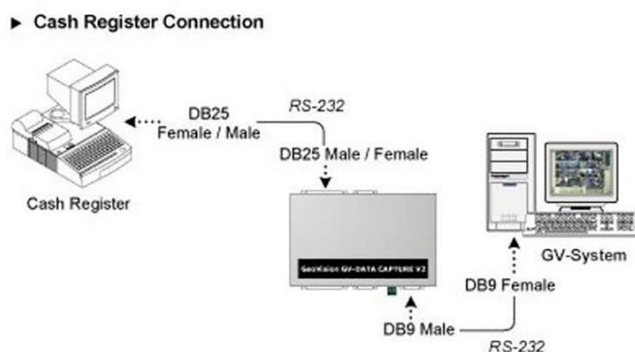 ► Cash Register Connection
DB25
Female / Male
RS-232
DB25 Male / Female
Cash Register
GeoVision GV-DATA CAPTURE V2
GV-System
DB9 Female
DB9 Male
RS-232